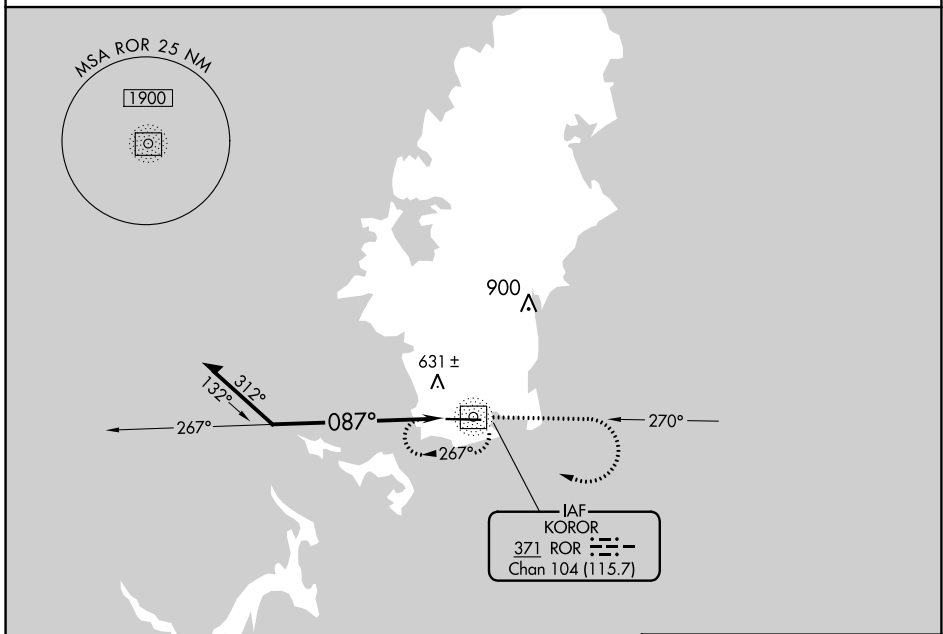 MSA ROR 25 NM
1900
900
631 ±
312°
132°
267°
087°
270°
267°
IAF
KOROR
371 ROR
Chan 104 (115.7)